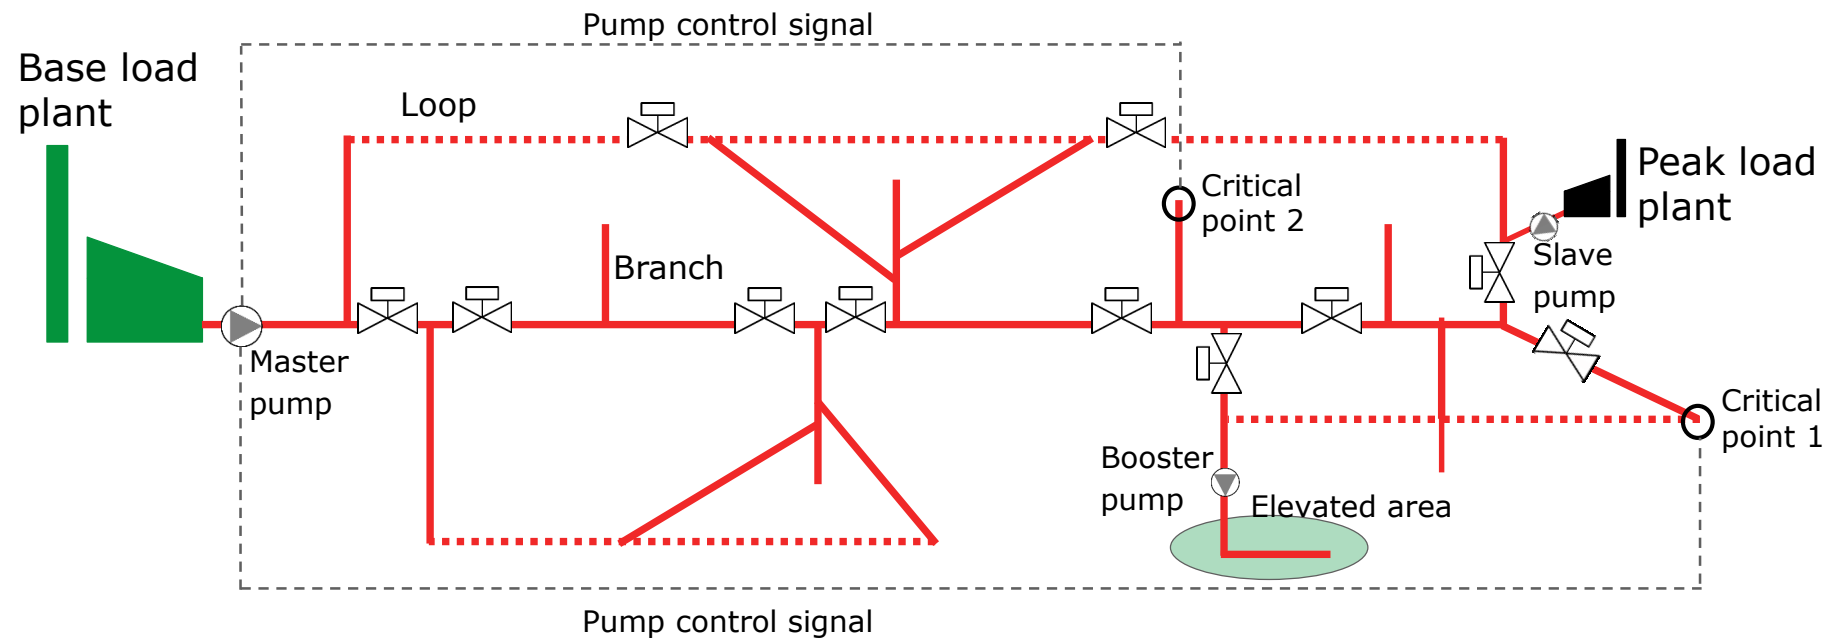 Pump control signal
Base load
plant
Loop
Peak load
plant
Critical
point 2
Branch
Slave
pump
Master
pump
Critical
point 1
Booster
pump
Elevated area
Pump control signal